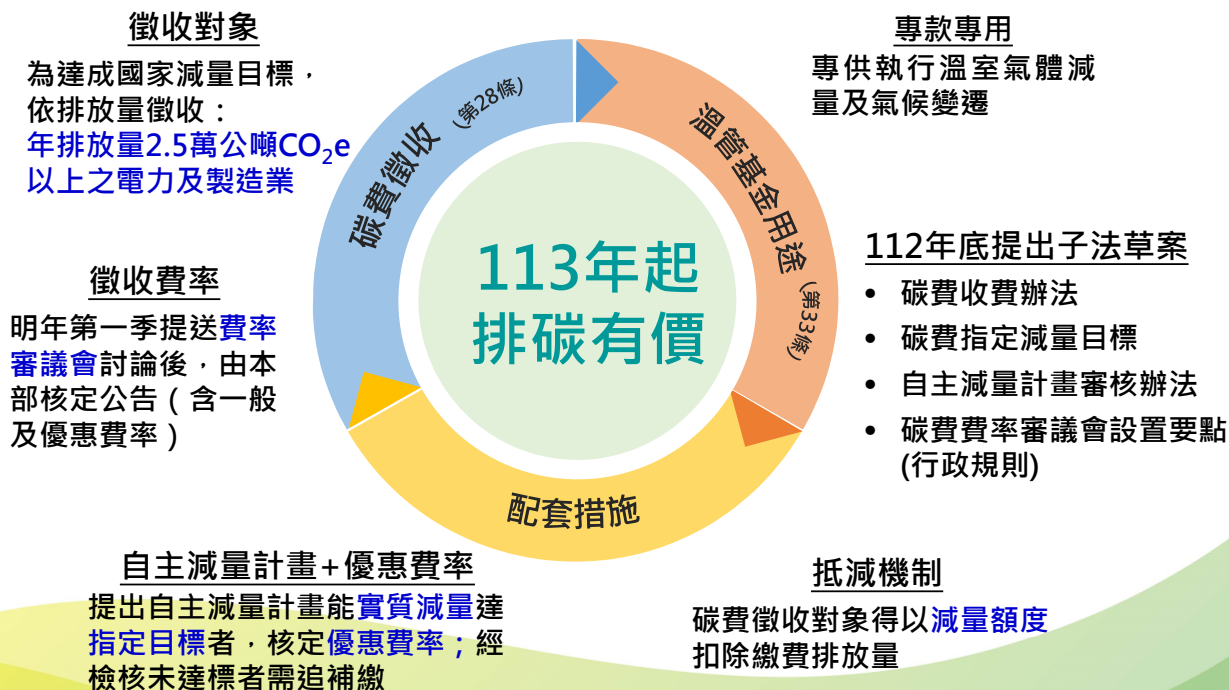 徵收對象
為達成國家減量目標，
依排放量徵收：
年排放量2.5萬公噸CO₂e
以上之電力及製造業
徵收費率
明年第一季提送費率
審議會討論後，由本
部核定公告（含一般
及優惠費率）
碳費徵收（第28條）
溫管基金用途（第33條）
配套措施
113年起
排碳有價
專款專用
專供執行溫室氣體減
量及氣候變遷
112年底提出子法草案
• 碳費收費辦法
• 碳費指定減量目標
• 自主減量計畫審核辦法
• 碳費費率審議會設置要點
(行政規則)
自主減量計畫+優惠費率
提出自主減量計畫能實質減量達
指定目標者，核定優惠費率；經
檢核未達標者需追補繳
抵減機制
碳費徵收對象得以減量額度
扣除繳費排放量